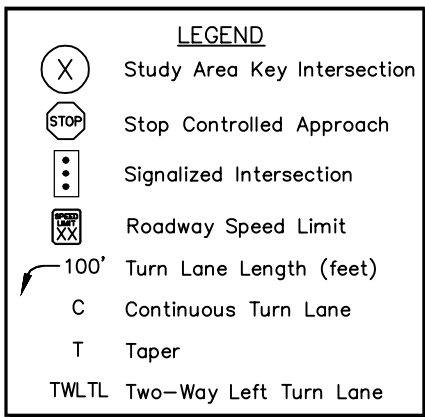 LEGEND
X Study Area Key Intersection
STOP Stop Controlled Approach
Signalized Intersection
SPEED LIMIT XX Roadway Speed Limit
100' Turn Lane Length (feet)
C Continuous Turn Lane
T Taper
TWLTL Two-Way Left Turn Lane